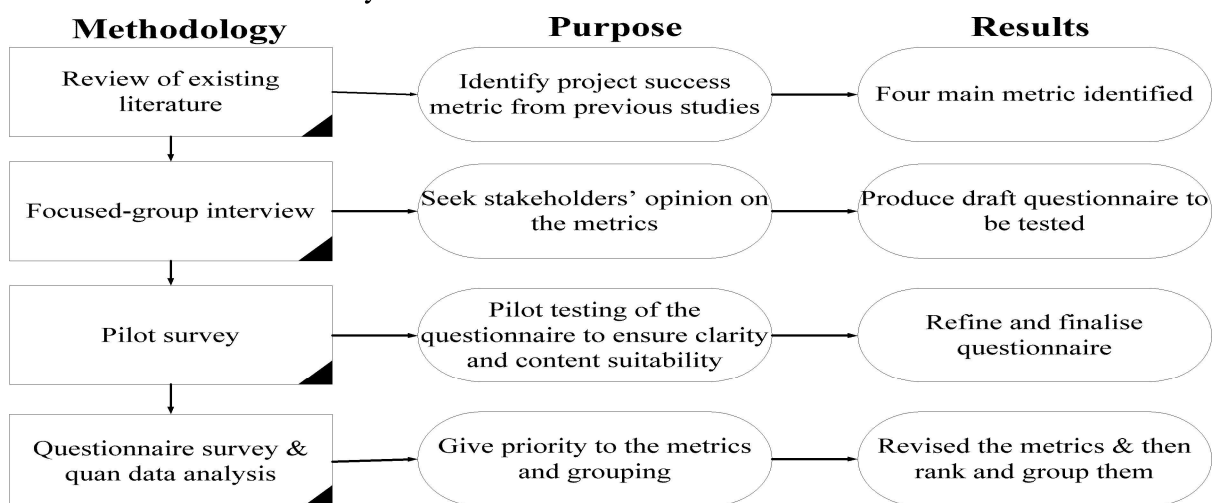 Methodology
Purpose
Results
Review of existing
literature
Identify project success
metric from previous studies
Four main metric identified
Focused-group interview
Seek stakeholders’ opinion on
the metrics
Produce draft questionnaire to
be tested
Pilot survey
Pilot testing of the
questionnaire to ensure clarity
and content suitability
Refine and finalise
questionnaire
Questionnaire survey &
quan data analysis
Give priority to the metrics
and grouping
Revised the metrics & then
rank and group them